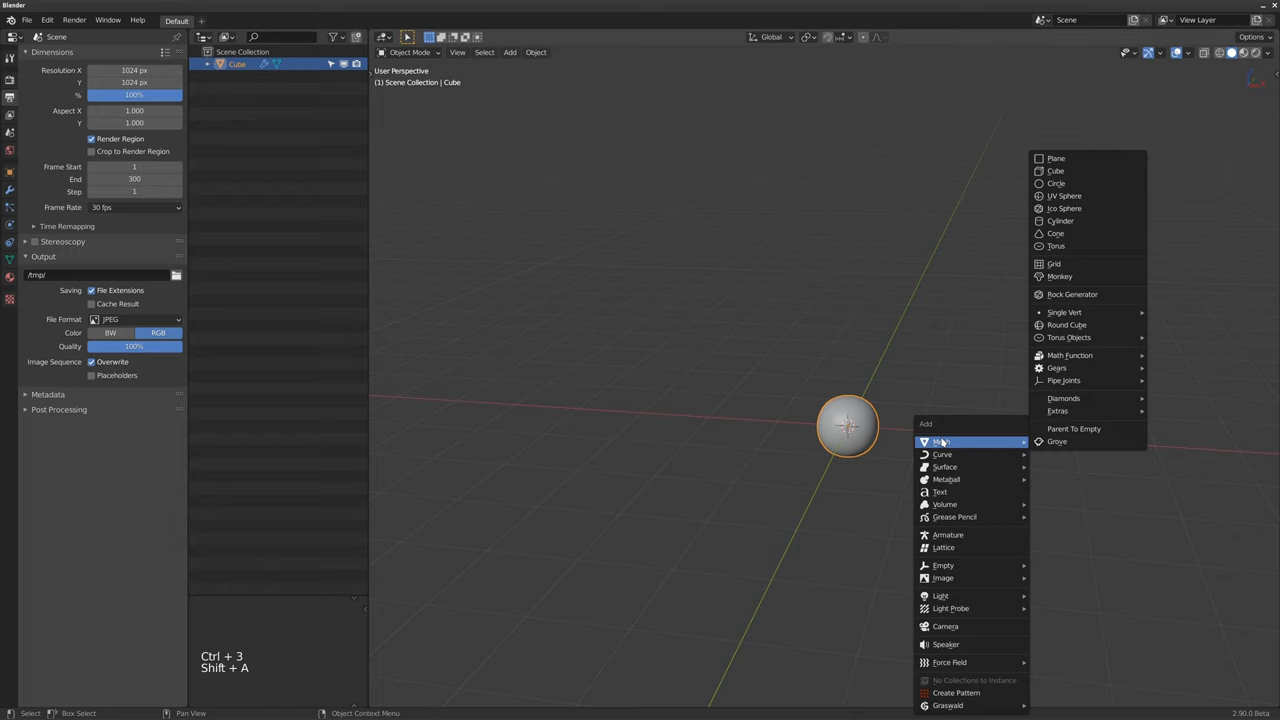 Blender
File Edit Render Window Help Default
Scene View Layer
Scene
Dimensions
Resolution X 1024 px
Y 1024 px
% 100%
Aspect X 1.000
Y 1.000
Render Region
Crop to Render Region
Frame Start 1
End 300
Step 1
Frame Rate 30 fps
Time Remapping
Stereoscopy
Output
/tmp/
Saving File Extensions
Cache Result
File Format JPEG
Color BW RGB
Quality 100%
Image Sequence Overwrite
Placeholders
Metadata
Post Processing
Scene Collection
Cube
Ctrl + 3
Shift + A
Global
Options
Object Mode View Select Add Object
User Perspective
(1) Scene Collection | Cube
Add
Curve
Surface
Metaball
Text
Volume
Grease Pencil
Armature
Lattice
Empty
Image
Light
Light Probe
Camera
Speaker
Force Field
No Collections to Instance
Create Pattern
Graswald
Plane
Cube
Circle
UV Sphere
Ico Sphere
Cylinder
Cone
Torus
Grid
Monkey
Rock Generator
Single Vert
Round Cube
Torus Objects
Math Function
Gears
Pipe Joints
Diamonds
Extras
Parent To Empty
Grove
Select Box Select Pan View Object Context Menu 2.90.0 Beta